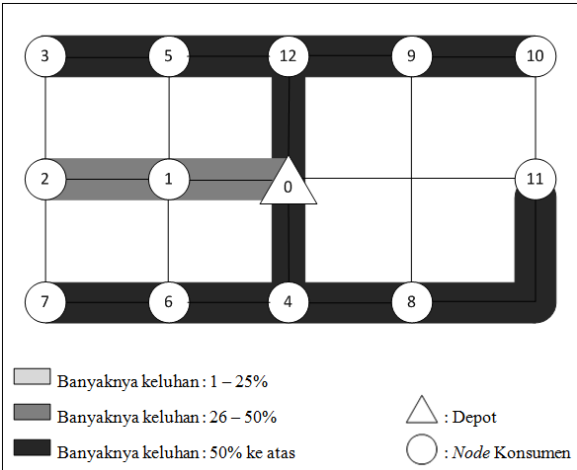 3 5 12 9 10
2 1 0 11
7 6 4 8
Banyaknya keluhan : 1 – 25%
Banyaknya keluhan : 26 – 50%
: Depot
Banyaknya keluhan : 50% ke atas
: Node Konsumen